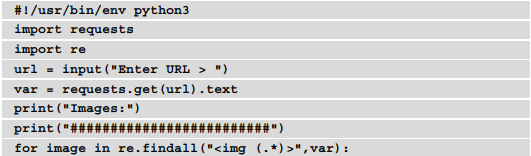 #!/usr/bin/env python3
import requests
import re
url = input("Enter URL > ")
var = requests.get(url).text
print("Images:")
print("#########################")
for image in re.findall("<img (.*)>",var):